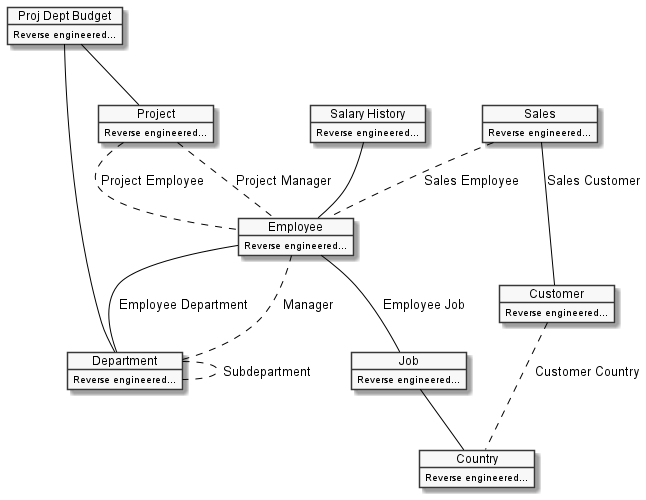 Proj Dept Budget
Reverse engineered...
Project
Reverse engineered...
Salary History
Reverse engineered...
Sales
Reverse engineered...
Project Employee
Project Manager
Sales Employee
Sales Customer
Employee
Reverse engineered...
Customer
Reverse engineered...
Employee Department
Manager
Employee Job
Department
Reverse engineered...
Subdepartment
Job
Reverse engineered...
Customer Country
Country
Reverse engineered...